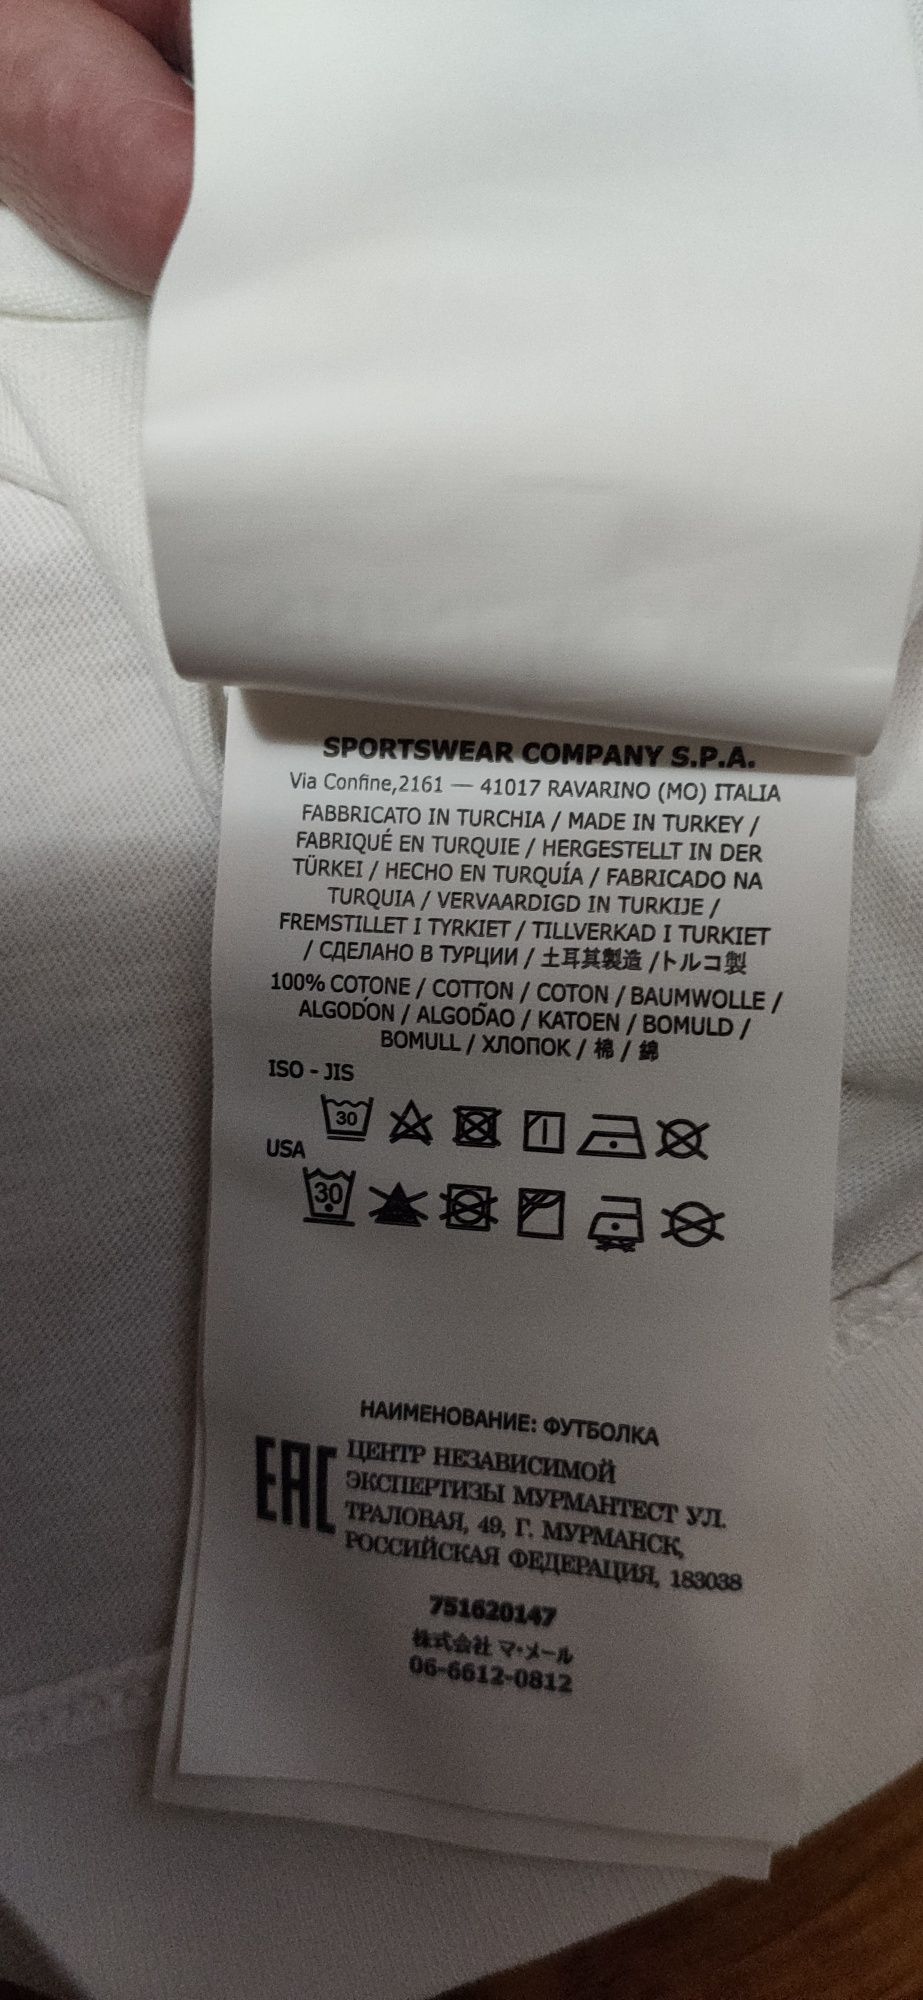 SPORTSWEAR COMPANY S.P.A.
Via Confine,2161 — 41017 RAVARINO (MO) ITALIA
FABBRICATO IN TURCHIA / MADE IN TURKEY /
FABRIQUÉ EN TURQUIE / HERGESTELLT IN DER
TÜRKEI / HECHO EN TURQUÍA / FABRICADO NA
TURQUIA / VERVAARDIGD IN TURKIJE /
FREMSTILLET I TYRKIET / TILLVERKAD I TURKIET
/ СДЕЛАНО В ТУРЦИИ / 土耳其製造 /トルコ製
100% COTONE / COTTON / COTON / BAUMWOLLE /
ALGODÓN / ALGODÃO / KATOEN / BOMULD /
BOMULL / ХЛОПОК / 棉 / 綿
ISO - JIS
30
USA
30
НАИМЕНОВАНИЕ: ФУТБОЛКА
EAC
ЦЕНТР НЕЗАВИСИМОЙ
ЭКСПЕРТИЗЫ МУРМАНТЕСТ УЛ.
ТРАЛОВАЯ, 49, Г. МУРМАНСК,
РОССИЙСКАЯ ФЕДЕРАЦИЯ, 183038
751620147
株式会社 マ・メール
06-6612-0812